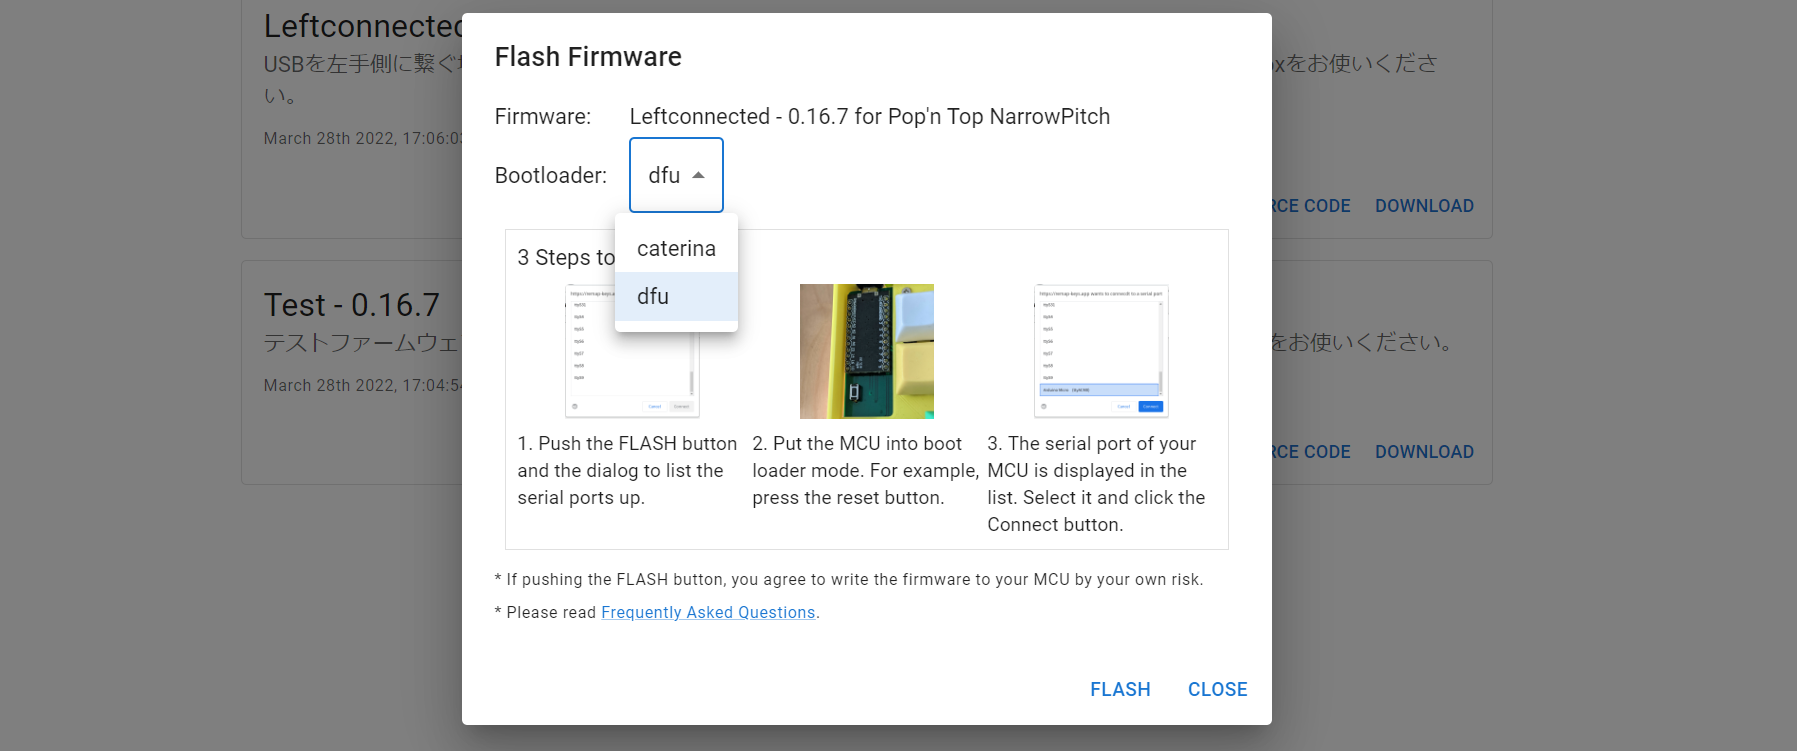 Leftconnected
USBを左手側に繋ぐ
xをお使いくださ
い。
March 28th 2022, 17:06:03
RCE CODE
DOWNLOAD
Test - 0.16.7
テストファームウェ
をお使いください。
March 28th 2022, 17:04:54
RCE CODE
DOWNLOAD
Flash Firmware
Firmware: Leftconnected - 0.16.7 for Pop'n Top NarrowPitch
Bootloader: dfu
caterina
dfu
3 Steps to
1. Push the FLASH button
and the dialog to list the
serial ports up.
2. Put the MCU into boot
loader mode. For example,
press the reset button.
3. The serial port of your
MCU is displayed in the
list. Select it and click the
Connect button.
* If pushing the FLASH button, you agree to write the firmware to your MCU by your own risk.
* Please read Frequently Asked Questions.
FLASH
CLOSE